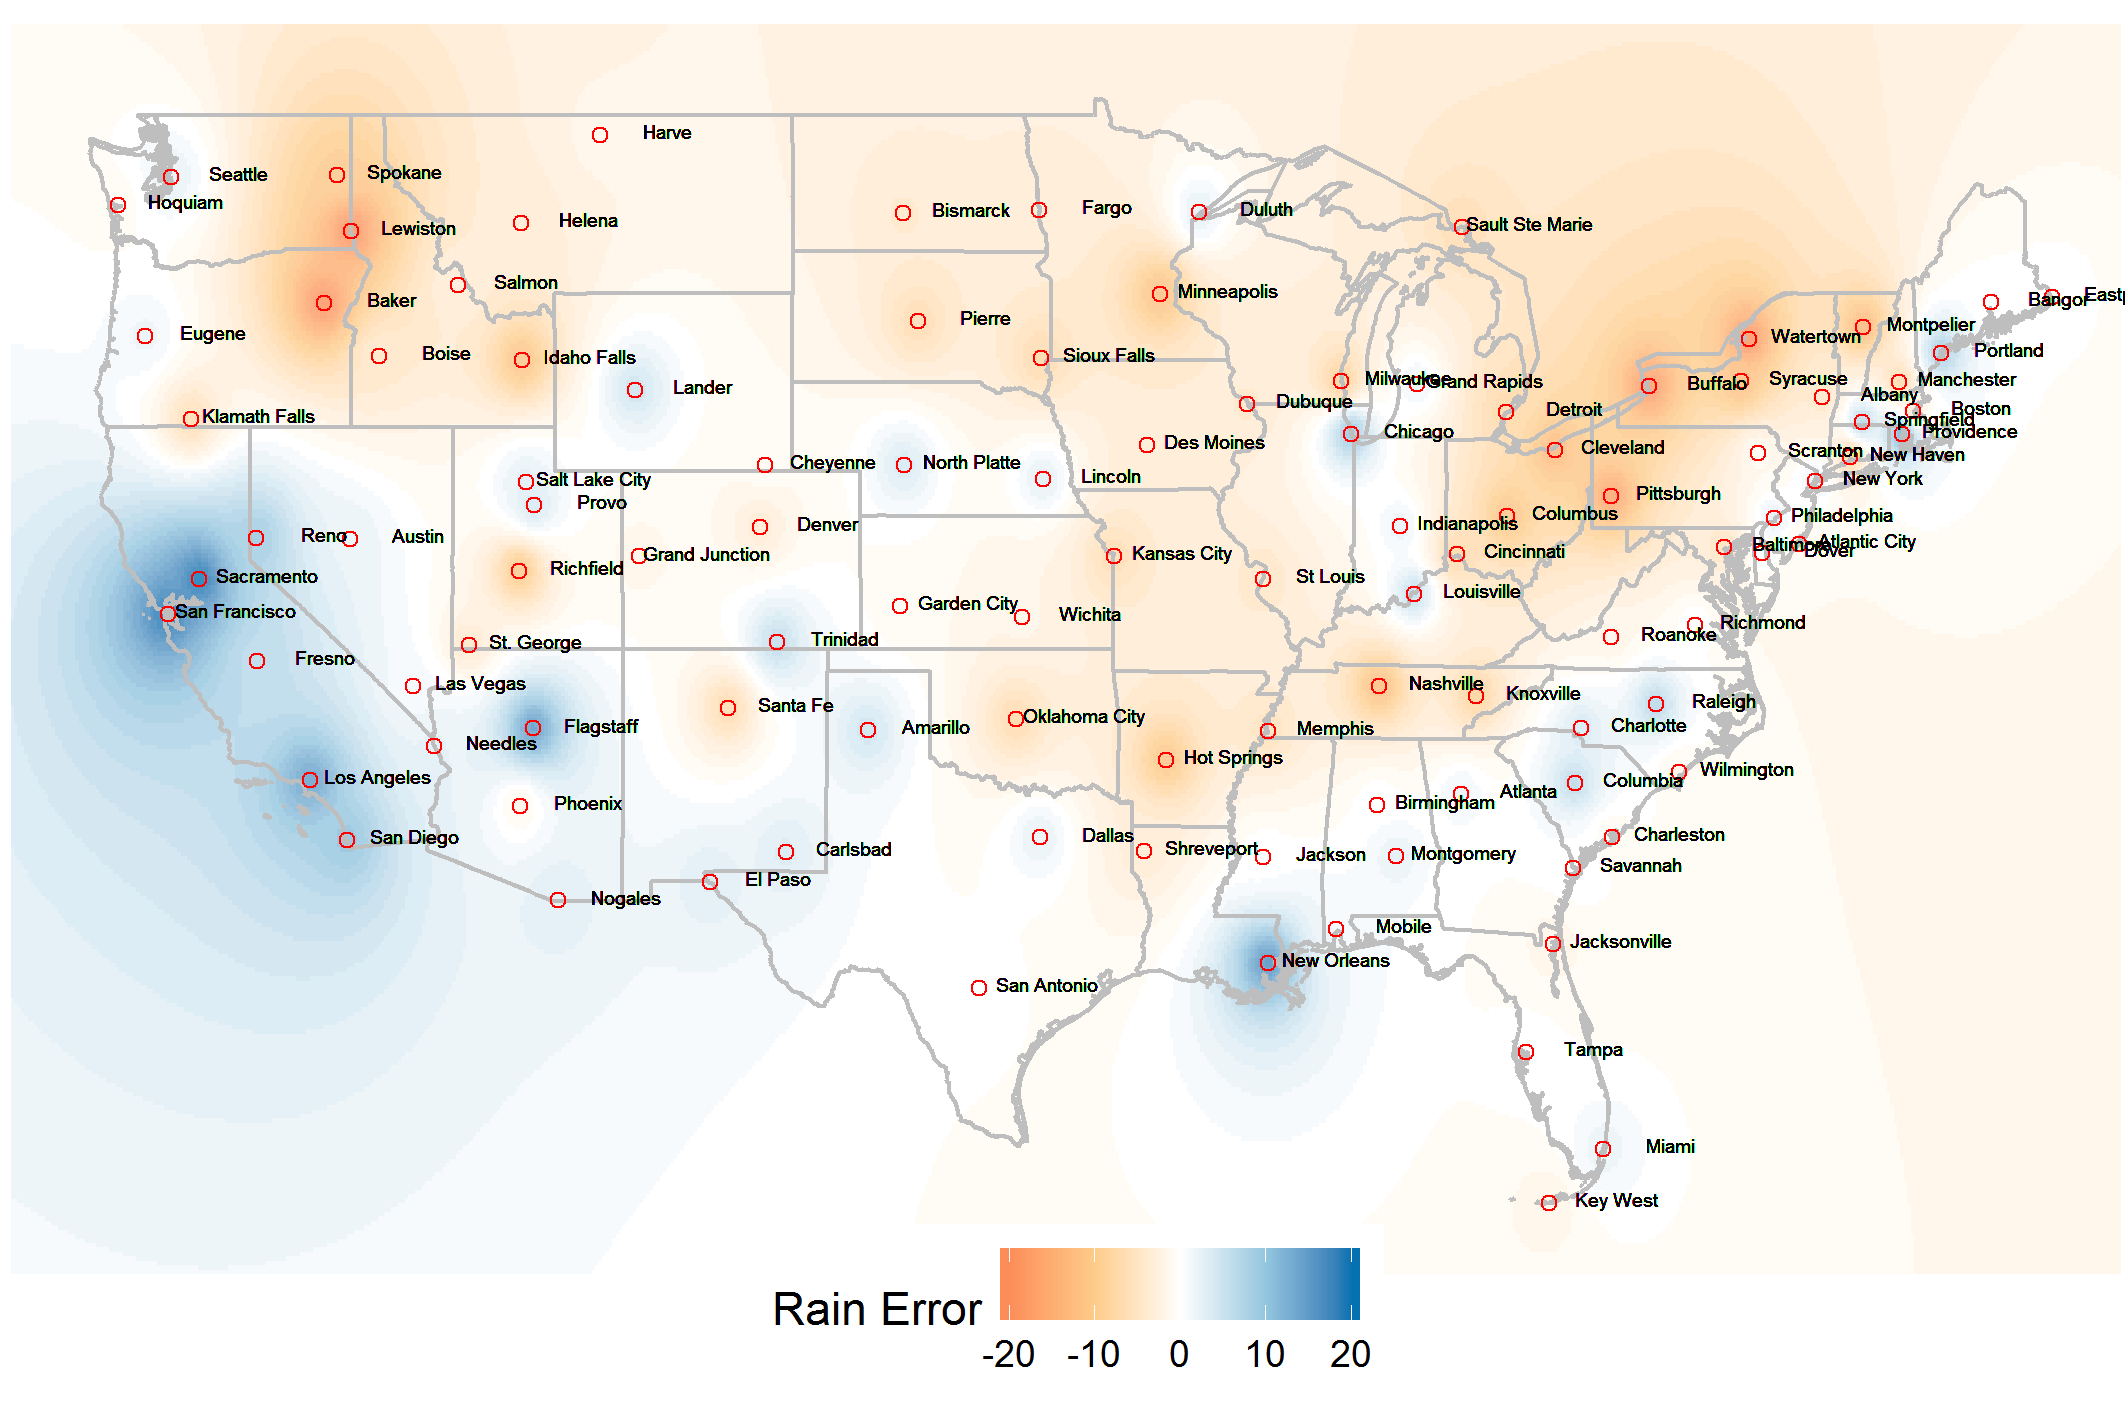 Harve
Seattle
Spokane
Hoquiam
Bismarck
Fargo
Duluth
Lewiston
Helena
Sault Ste Marie
Salmon
Baker
Minneapolis
Bangor
Eastp
Eugene
Pierre
Watertown
Montpelier
Boise
Idaho Falls
Sioux Falls
Portland
Lander
Milwaukee
Grand Rapids
Buffalo
Syracuse
Manchester
Dubuque
Detroit
Albany
Boston
Klamath Falls
Chicago
Springfield
Providence
Des Moines
Cleveland
Scranton
New Haven
Cheyenne
North Platte
Lincoln
Salt Lake City
New York
Provo
Pittsburgh
Denver
Indianapolis
Columbus
Philadelphia
Reno
Austin
Grand Junction
Kansas City
Cincinnati
Baltimore
Dover
Atlantic City
Richfield
Sacramento
St Louis
Louisville
San Francisco
Garden City
Wichita
Richmond
St. George
Trinidad
Roanoke
Fresno
Las Vegas
Nashville
Knoxville
Santa Fe
Raleigh
Flagstaff
Amarillo
Oklahoma City
Memphis
Charlotte
Needles
Los Angeles
Hot Springs
Wilmington
Phoenix
Birmingham
Atlanta
Columbia
San Diego
Carlsbad
Dallas
Shreveport
Jackson
Montgomery
Charleston
El Paso
Savannah
Nogales
Mobile
Jacksonville
New Orleans
San Antonio
Tampa
Miami
Key West
Rain Error
-20 -10 0 10 20